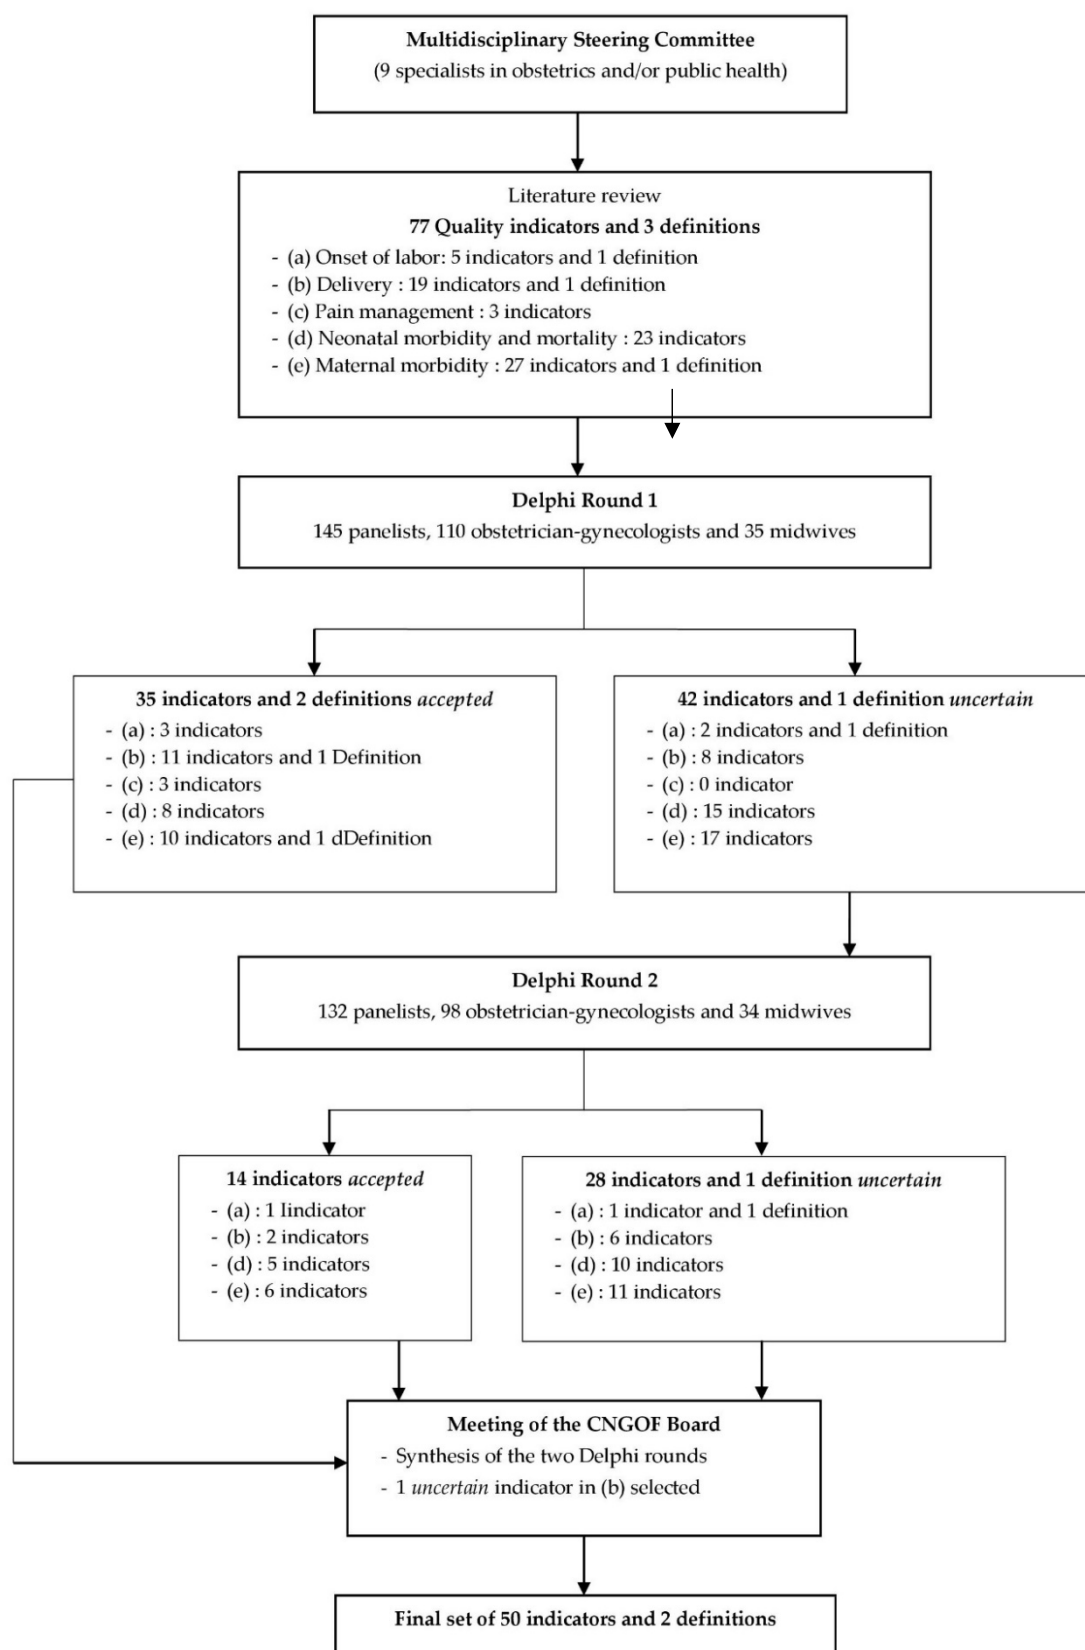 Multidisciplinary Steering Committee
(9 specialists in obstetrics and/or public health)
Literature review
77 Quality indicators and 3 definitions
- (a) Onset of labor: 5 indicators and 1 definition
- (b) Delivery : 19 indicators and 1 definition
- (c) Pain management : 3 indicators
- (d) Neonatal morbidity and mortality : 23 indicators
- (e) Maternal morbidity : 27 indicators and 1 definition
Delphi Round 1
145 panelists, 110 obstetrician-gynecologists and 35 midwives
35 indicators and 2 definitions accepted
- (a) : 3 indicators
- (b) : 11 indicators and 1 Definition
- (c) : 3 indicators
- (d) : 8 indicators
- (e) : 10 indicators and 1 dDefinition
42 indicators and 1 definition uncertain
- (a) : 2 indicators and 1 definition
- (b) : 8 indicators
- (c) : 0 indicator
- (d) : 15 indicators
- (e) : 17 indicators
Delphi Round 2
132 panelists, 98 obstetrician-gynecologists and 34 midwives
14 indicators accepted
- (a) : 1 Iindicator
- (b) : 2 indicators
- (d) : 5 indicators
- (e) : 6 indicators
28 indicators and 1 definition uncertain
- (a) : 1 indicator and 1 definition
- (b) : 6 indicators
- (d) : 10 indicators
- (e) : 11 indicators
Meeting of the CNGOF Board
- Synthesis of the two Delphi rounds
- 1 uncertain indicator in (b) selected
Final set of 50 indicators and 2 definitions